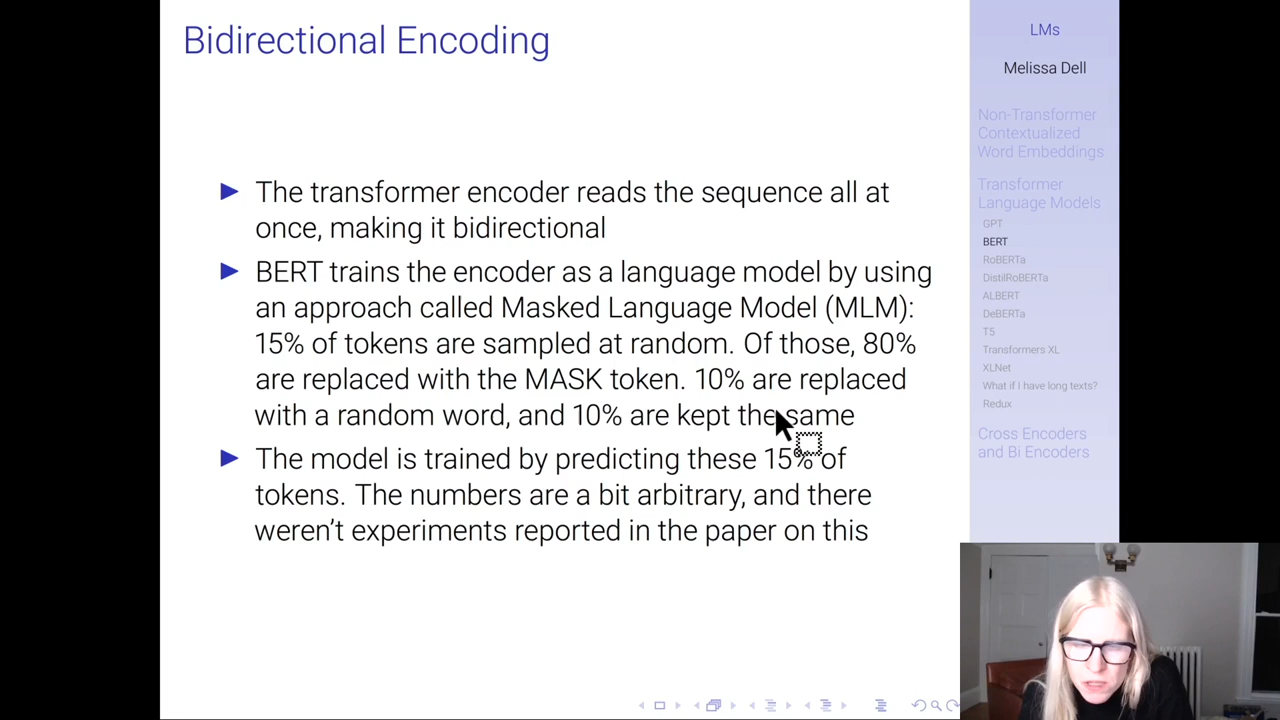 Bidirectional Encoding
The transformer encoder reads the sequence all at
once, making it bidirectional
BERT trains the encoder as a language model by using
an approach called Masked Language Model (MLM):
15% of tokens are sampled at random. Of those, 80%
are replaced with the MASK token. 10% are replaced
with a random word, and 10% are kept the same
The model is trained by predicting these 15% of
tokens. The numbers are a bit arbitrary, and there
weren't experiments reported in the paper on this
LMs
Melissa Dell
Non-Transformer
Contextualized
Word Embeddings
Transformer
Language Models
GPT
BERT
RoBERTa
DistilRoBERTa
ALBERT
DeBERTa
T5
Transformers XL
XLNet
What if I have long texts?
Redux
Cross Encoders
and Bi Encoders